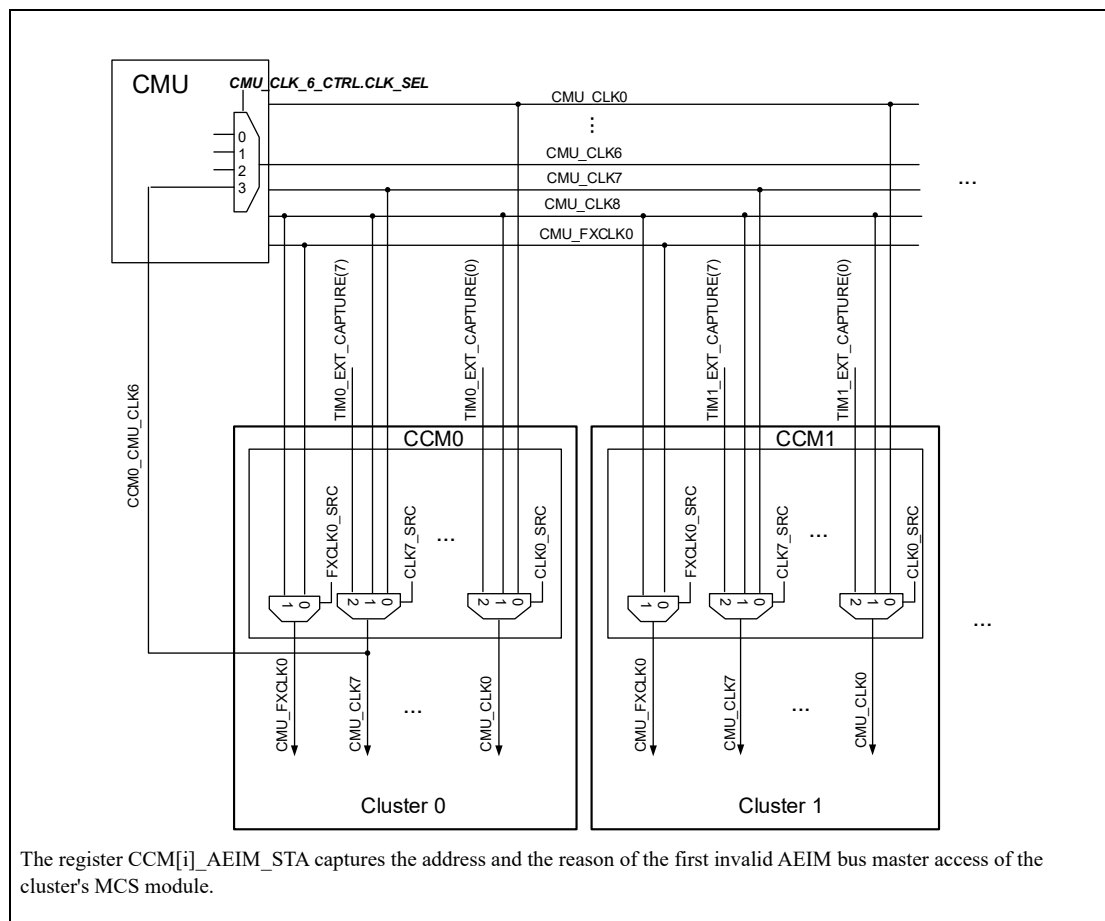 CMU
CMU_CLK_6_CTRL.CLK_SEL
0
1
2
3
CMU_CLK0
⋮
CMU_CLK6
CMU_CLK7
CMU_CLK8
CMU_FXCLK0
...
CCM0_CMU_CLK6
TIM0_EXT_CAPTURE(7)
TIM0_EXT_CAPTURE(0)
TIM1_EXT_CAPTURE(7)
TIM1_EXT_CAPTURE(0)
CCM0
FXCLK0_SRC
CLK7_SRC
...
CLK0_SRC
1 0
2 1 0
2 1 0
CMU_FXCLK0
CMU_CLK7
...
CMU_CLK0
Cluster 0
CCM1
FXCLK0_SRC
CLK7_SRC
...
CLK0_SRC
1 0
2 1 0
2 1 0
CMU_FXCLK0
CMU_CLK7
...
CMU_CLK0
Cluster 1
...
The register CCM[i]_AEIM_STA captures the address and the reason of the first invalid AEIM bus master access of the
cluster's MCS module.